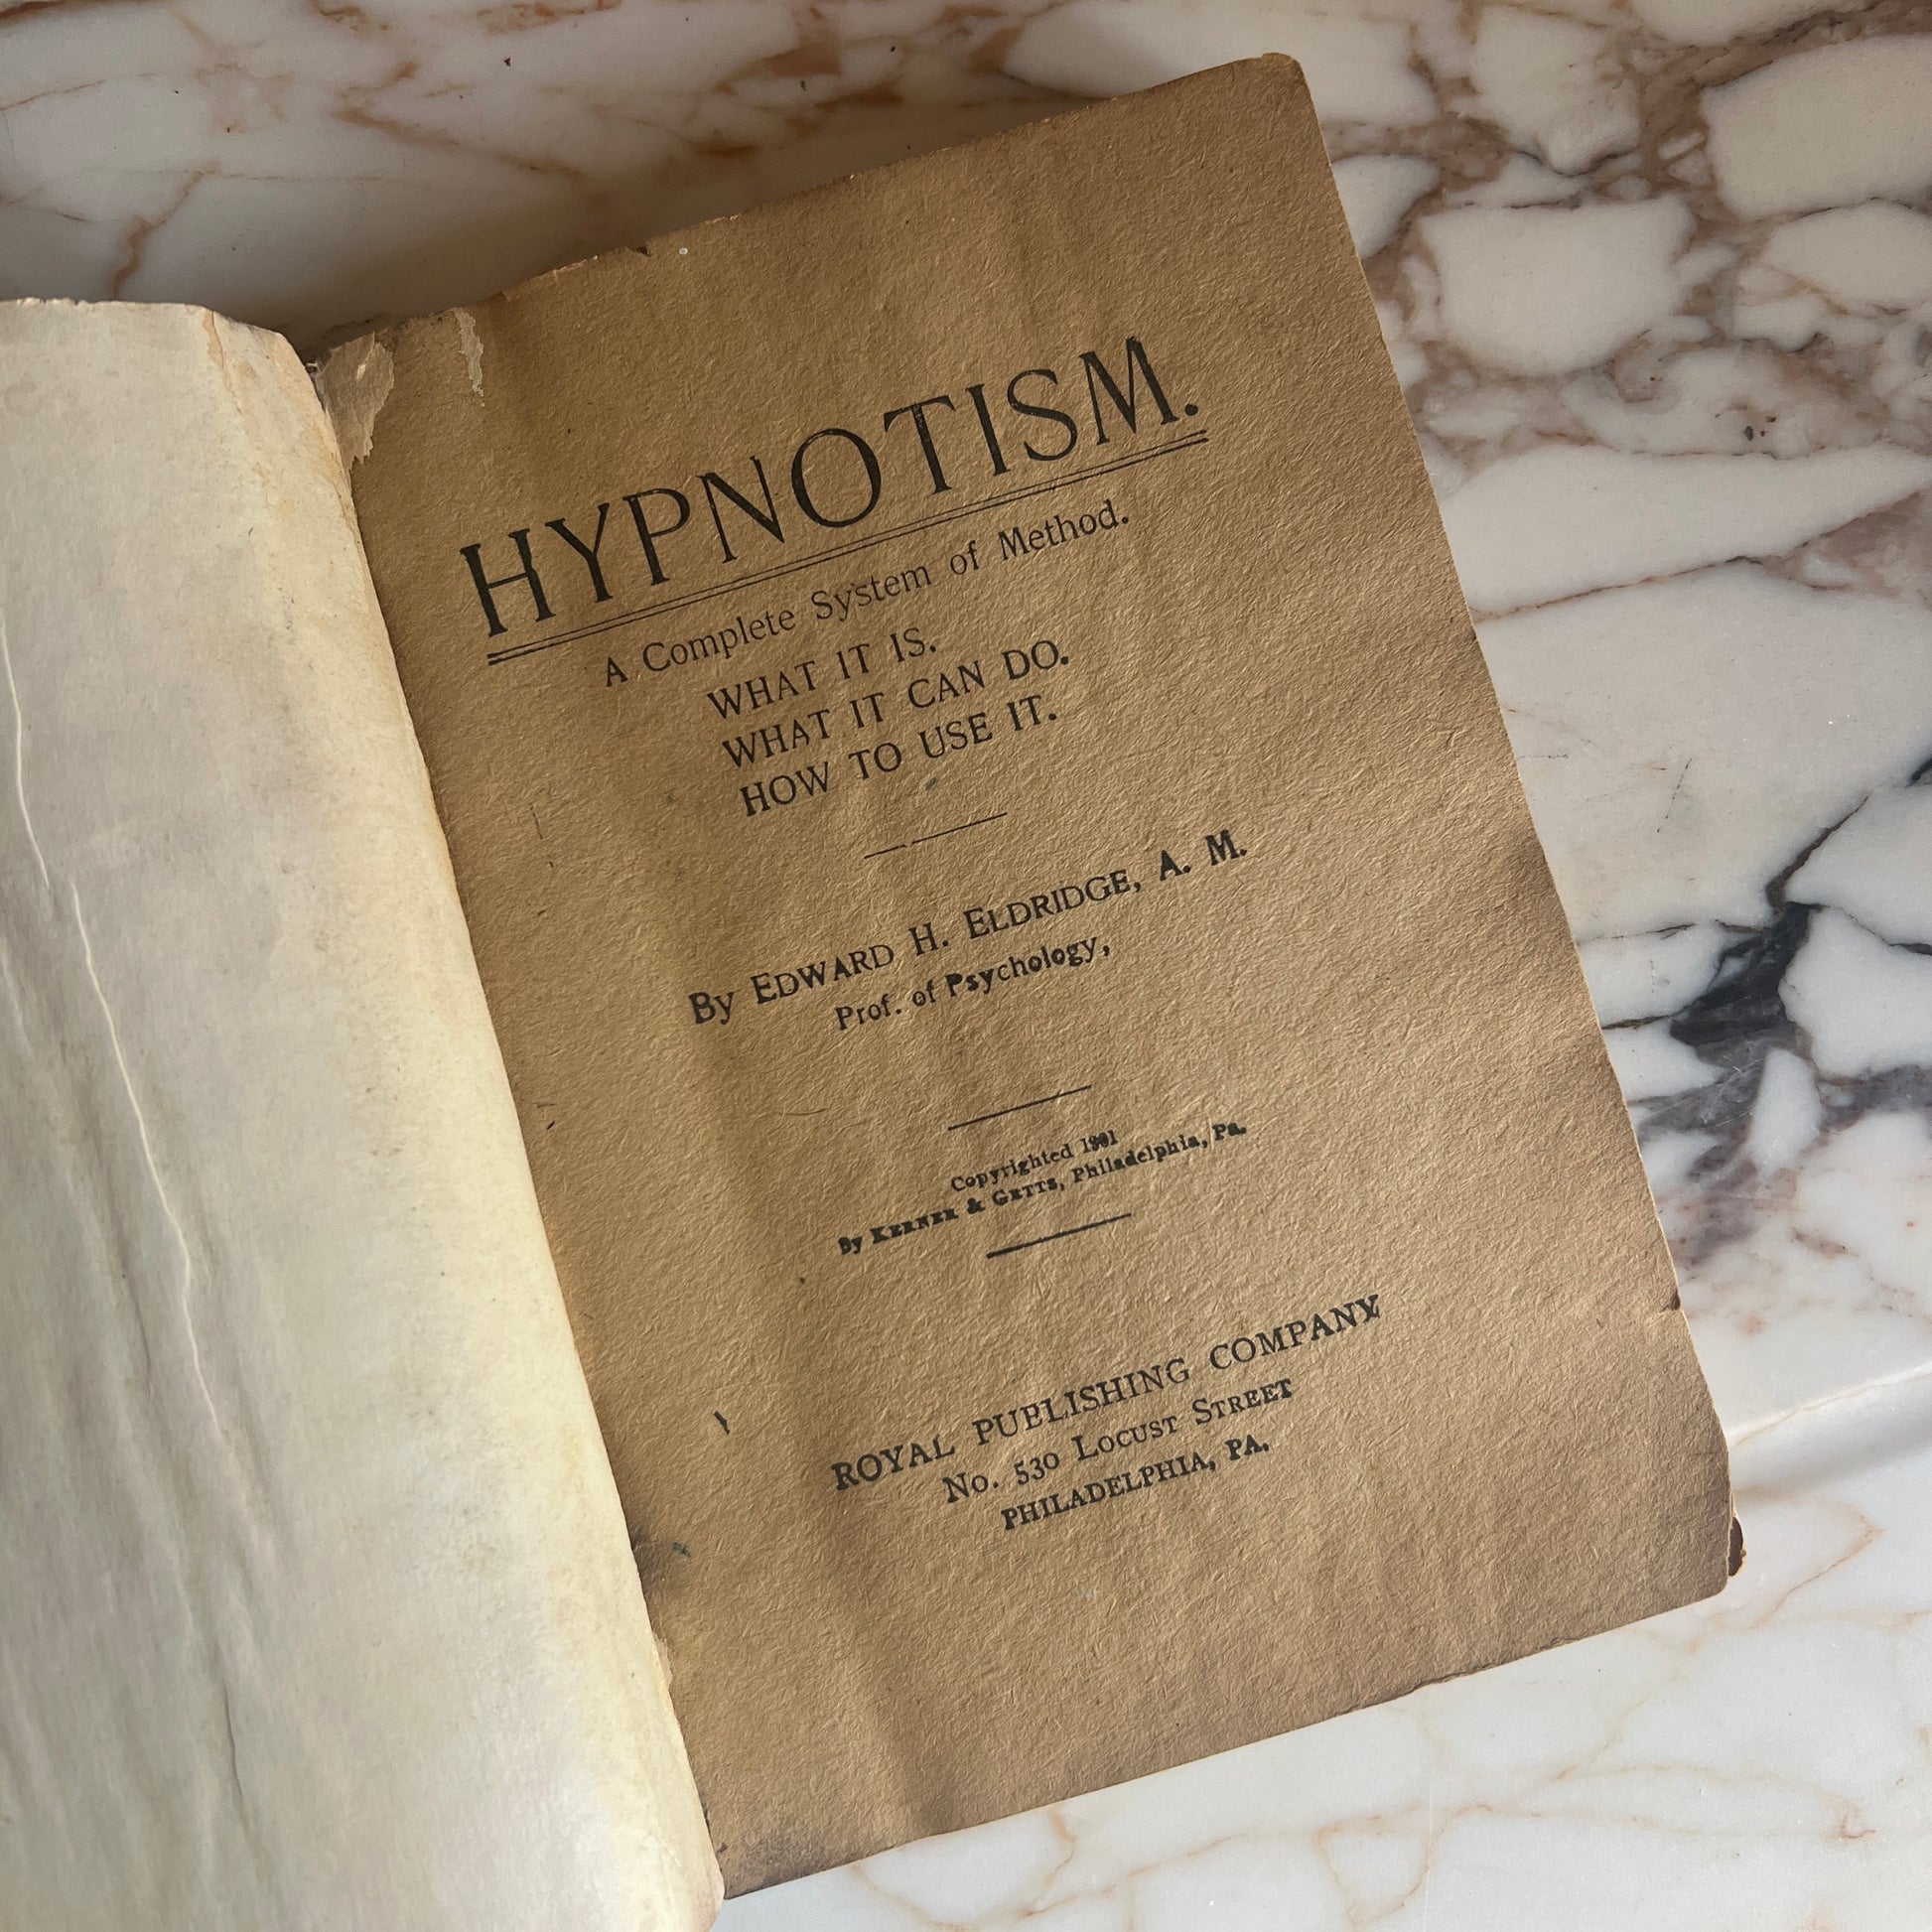 HYPNOTISM.
A Complete System of Method.
WHAT IT IS.
WHAT IT CAN DO.
HOW TO USE IT.
By EDWARD H. ELDRIDGE, A. M.
Prof. of Psychology,
Copyrighted 1901
By KERNER & GETTS, Philadelphia, Pa.
ROYAL PUBLISHING COMPANY
No. 530 LOCUST STREET
PHILADELPHIA, PA.